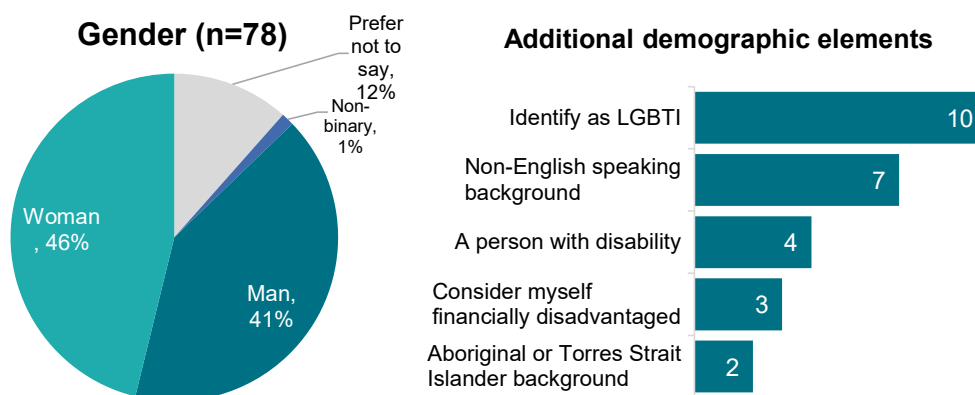 Gender (n=78)
Prefer
not to
say,
12%
Non-
binary,
1%
Woman
, 46%
Man,
41%
Additional demographic elements
Identify as LGBTI
10
Non-English speaking
background
7
A person with disability
4
Consider myself
financially disadvantaged
3
Aboriginal or Torres Strait
Islander background
2